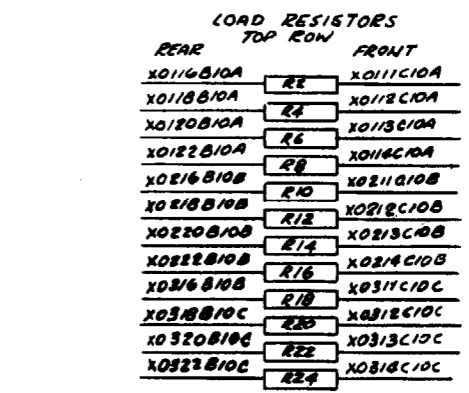 LOAD RESISTORS
TOP ROW
REAR FRONT
X0116B10A R2 X0111C10A
X0118B10A R4 X0112C10A
X0120B10A R6 X0113C10A
X0122B10A R8 X0114C10A
X0216B10B R10 X0211C10B
X0218B10B R12 X0212C10B
X0220B10B R14 X0213C10B
X0222B10B R16 X0214C10B
X0316B10B R18 X0311C10C
X0318B10C R20 X0312C10C
X0320B10C R22 X0313C10C
X0322B10C R24 X0314C10C